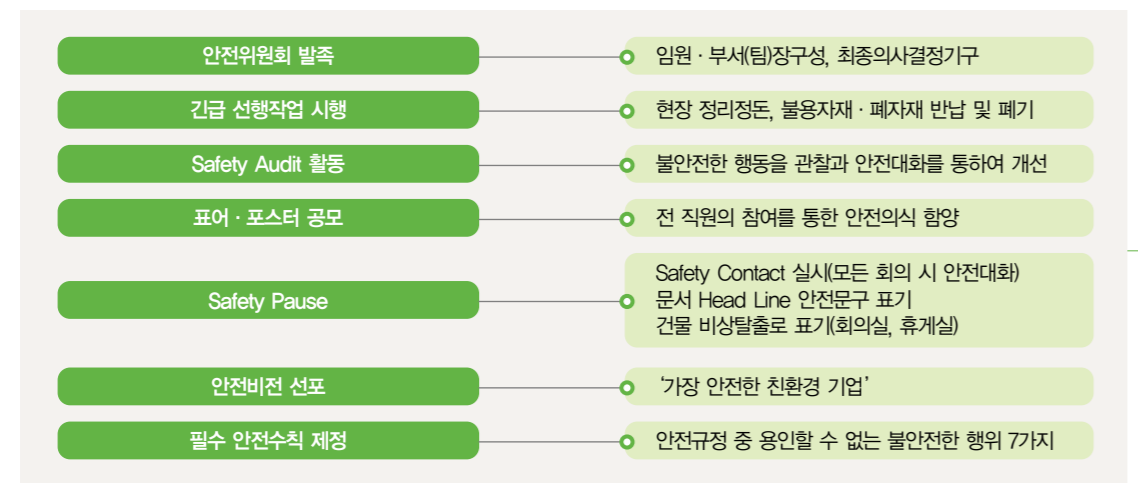 안전위원회 발족
임원 · 부서(팀)장구성, 최종의사결정기구
긴급 선행작업 시행
현장 정리정돈, 불용자재 · 폐자재 반납 및 폐기
Safety Audit 활동
불안전한 행동을 관찰과 안전대화를 통하여 개선
표어 · 포스터 공모
전 직원의 참여를 통한 안전의식 함양
Safety Pause
Safety Contact 실시(모든 회의 시 안전대화)
문서 Head Line 안전문구 표기
건물 비상탈출로 표기(회의실, 휴게실)
안전비전 선포
‘가장 안전한 친환경 기업’
필수 안전수칙 제정
안전규정 중 용인할 수 없는 불안전한 행위 7가지